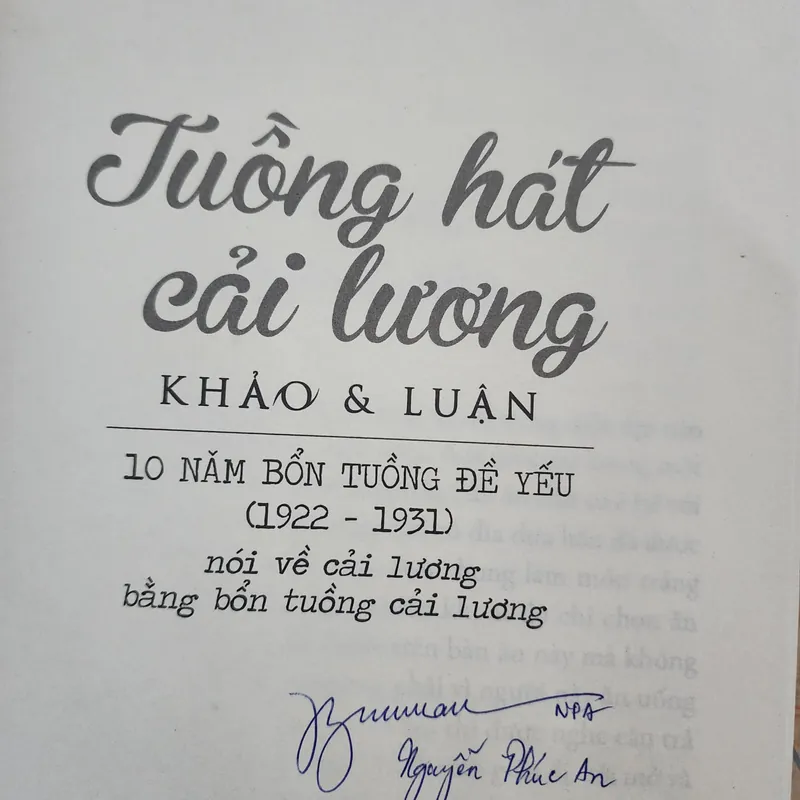 Tuồng hát
cải lương
KHẢO & LUẬN
10 NĂM BỔN TUỒNG ĐỀ YẾU
(1922 - 1931)
nói về cải lương
bằng bổn tuồng cải lương
NPA
Nguyễn Phúc An